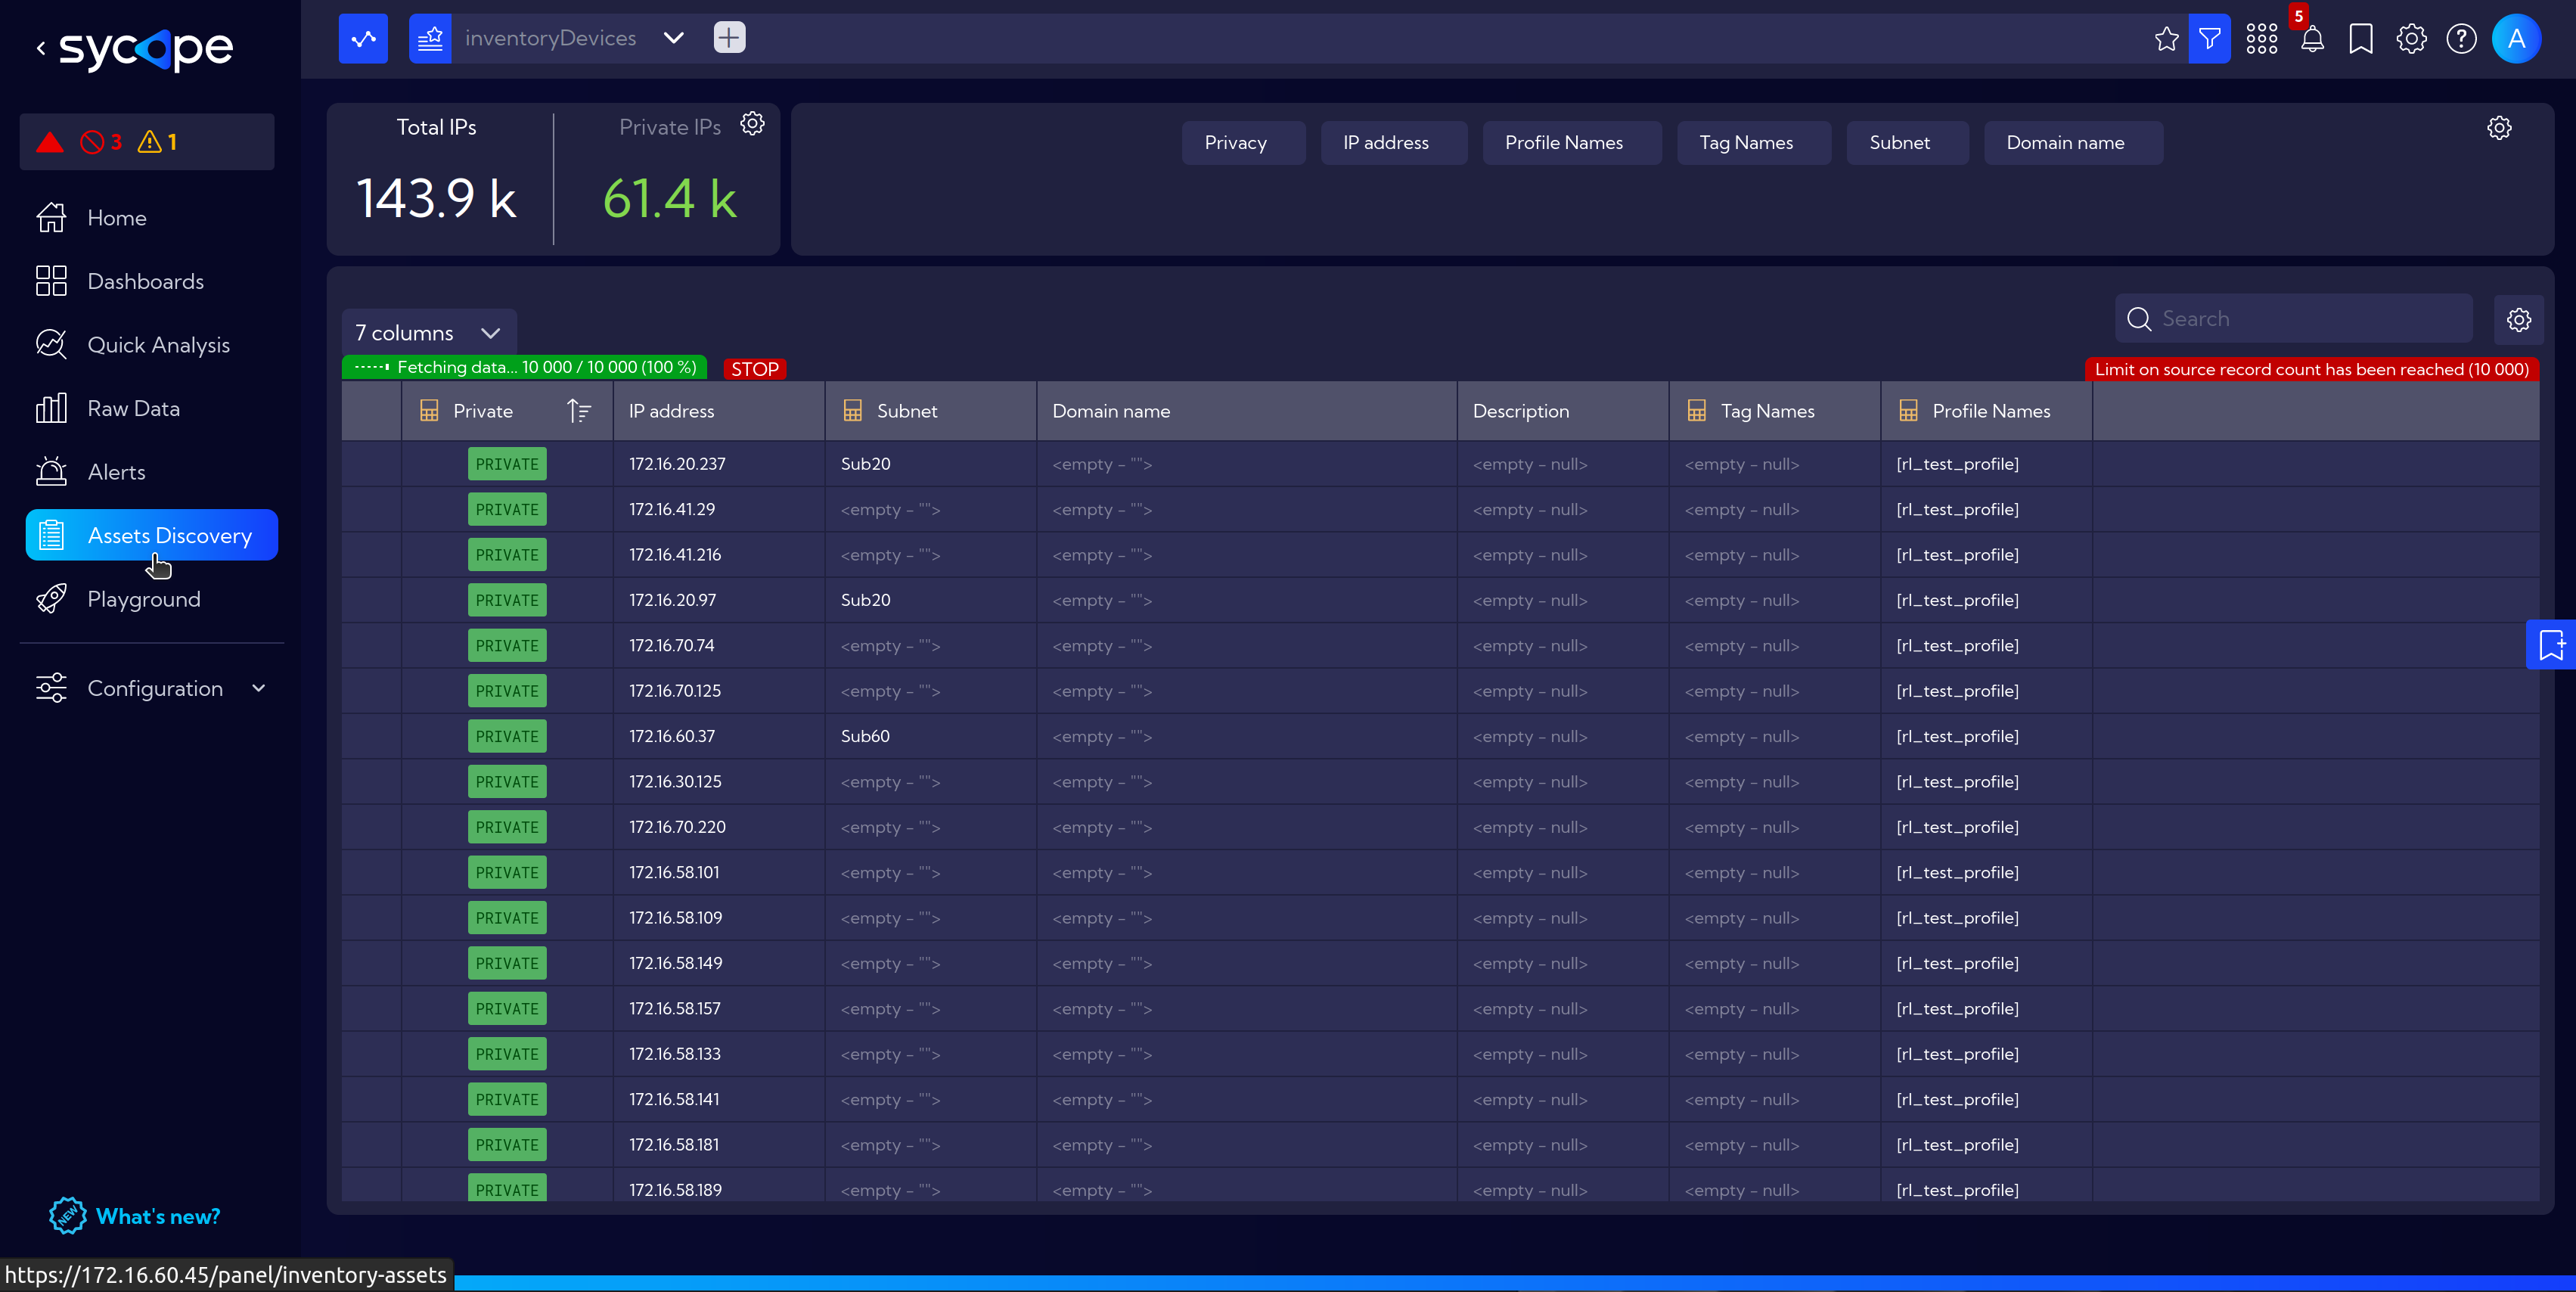 sycope
inventoryDevices
5
A
3 1
Home
Dashboards
Quick Analysis
Raw Data
Alerts
Assets Discovery
Playground
Configuration
NEW What's new?
Total IPs
143.9 k
Private IPs
61.4 k
Privacy IP address Profile Names Tag Names Subnet Domain name
7 columns
Search
Fetching data... 10 000 / 10 000 (100 %) STOP
Limit on source record count has been reached (10 000)
Private IP address Subnet Domain name Description Tag Names Profile Names
PRIVATE 172.16.20.237 Sub20 <empty - ""> <empty - null> <empty - null> [rl_test_profile]
PRIVATE 172.16.41.29 <empty - ""> <empty - ""> <empty - null> <empty - null> [rl_test_profile]
PRIVATE 172.16.41.216 <empty - ""> <empty - ""> <empty - null> <empty - null> [rl_test_profile]
PRIVATE 172.16.20.97 Sub20 <empty - ""> <empty - null> <empty - null> [rl_test_profile]
PRIVATE 172.16.70.74 <empty - ""> <empty - ""> <empty - null> <empty - null> [rl_test_profile]
PRIVATE 172.16.70.125 <empty - ""> <empty - ""> <empty - null> <empty - null> [rl_test_profile]
PRIVATE 172.16.60.37 Sub60 <empty - ""> <empty - null> <empty - null> [rl_test_profile]
PRIVATE 172.16.30.125 <empty - ""> <empty - ""> <empty - null> <empty - null> [rl_test_profile]
PRIVATE 172.16.70.220 <empty - ""> <empty - ""> <empty - null> <empty - null> [rl_test_profile]
PRIVATE 172.16.58.101 <empty - ""> <empty - ""> <empty - null> <empty - null> [rl_test_profile]
PRIVATE 172.16.58.109 <empty - ""> <empty - ""> <empty - null> <empty - null> [rl_test_profile]
PRIVATE 172.16.58.149 <empty - ""> <empty - ""> <empty - null> <empty - null> [rl_test_profile]
PRIVATE 172.16.58.157 <empty - ""> <empty - ""> <empty - null> <empty - null> [rl_test_profile]
PRIVATE 172.16.58.133 <empty - ""> <empty - ""> <empty - null> <empty - null> [rl_test_profile]
PRIVATE 172.16.58.141 <empty - ""> <empty - ""> <empty - null> <empty - null> [rl_test_profile]
PRIVATE 172.16.58.181 <empty - ""> <empty - ""> <empty - null> <empty - null> [rl_test_profile]
PRIVATE 172.16.58.189 <empty - ""> <empty - ""> <empty - null> <empty - null> [rl_test_profile]
https://172.16.60.45/panel/inventory-assets